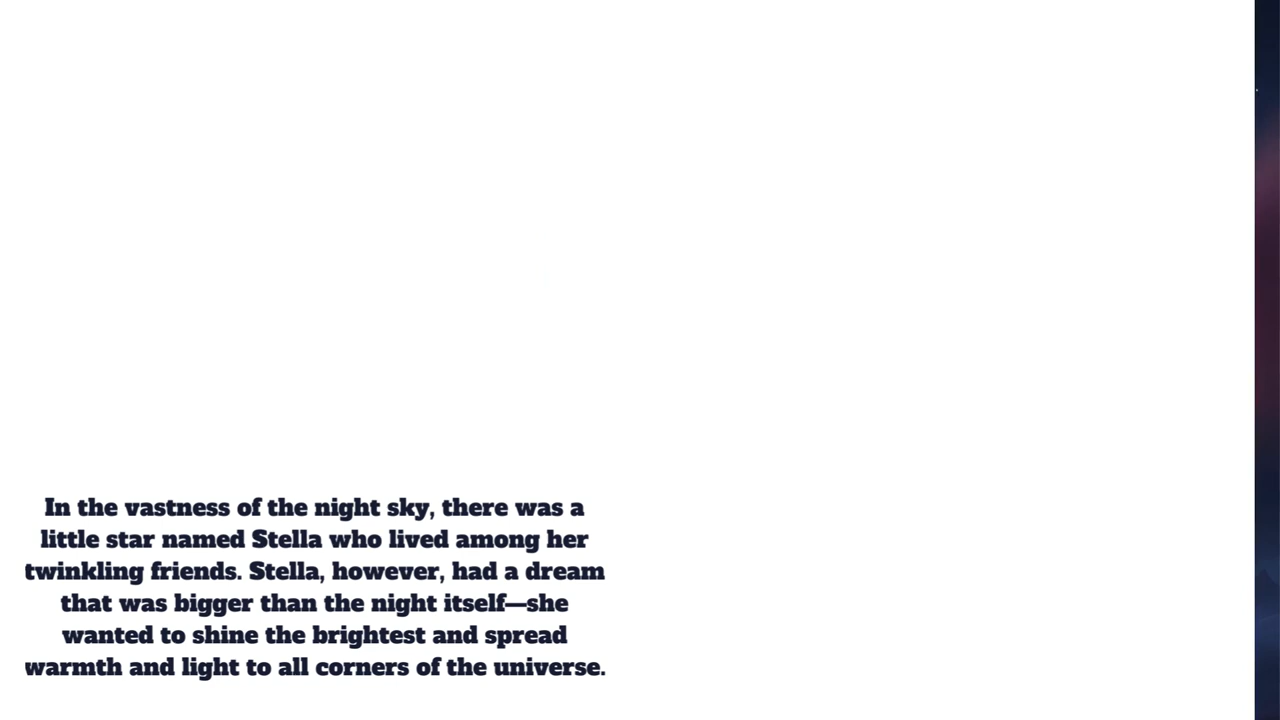 In the vastness of the night sky, there was a
little star named Stella who lived among her
twinkling friends. Stella, however, had a dream
that was bigger than the night itself—she
wanted to shine the brightest and spread
warmth and light to all corners of the universe.